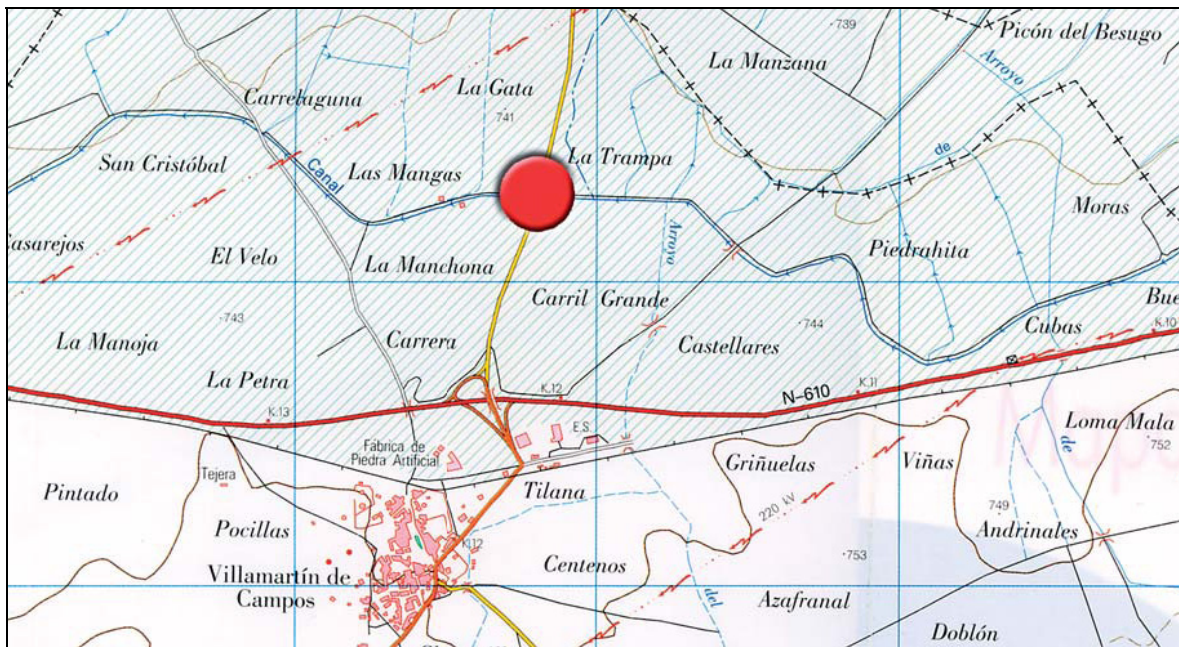 739
Picón del Besugo
La Manzana
La Gata
Arroyo
Carrelaguna
741
de
La Trampa
San Cristóbal
Canal
Las Mangas
Moras
Arroyo
Casarejos
El Velo
Piedrahita
La Manchona
Carril Grande
743
744
Cubas
K.10
La Manoja
Carrera
Castellares
La Petra
K.12
K.11
N-610
K.13
E.S.
Loma Mala
Fábrica de
Piedra Artificial
752
de
Griñuelas
Viñas
Tejera
Pintado
Tilana
220 kV
749
Andrinales
Pocillas
K.12
753
Centenos
Villamartín de
Campos
del
Azafranal
Doblón